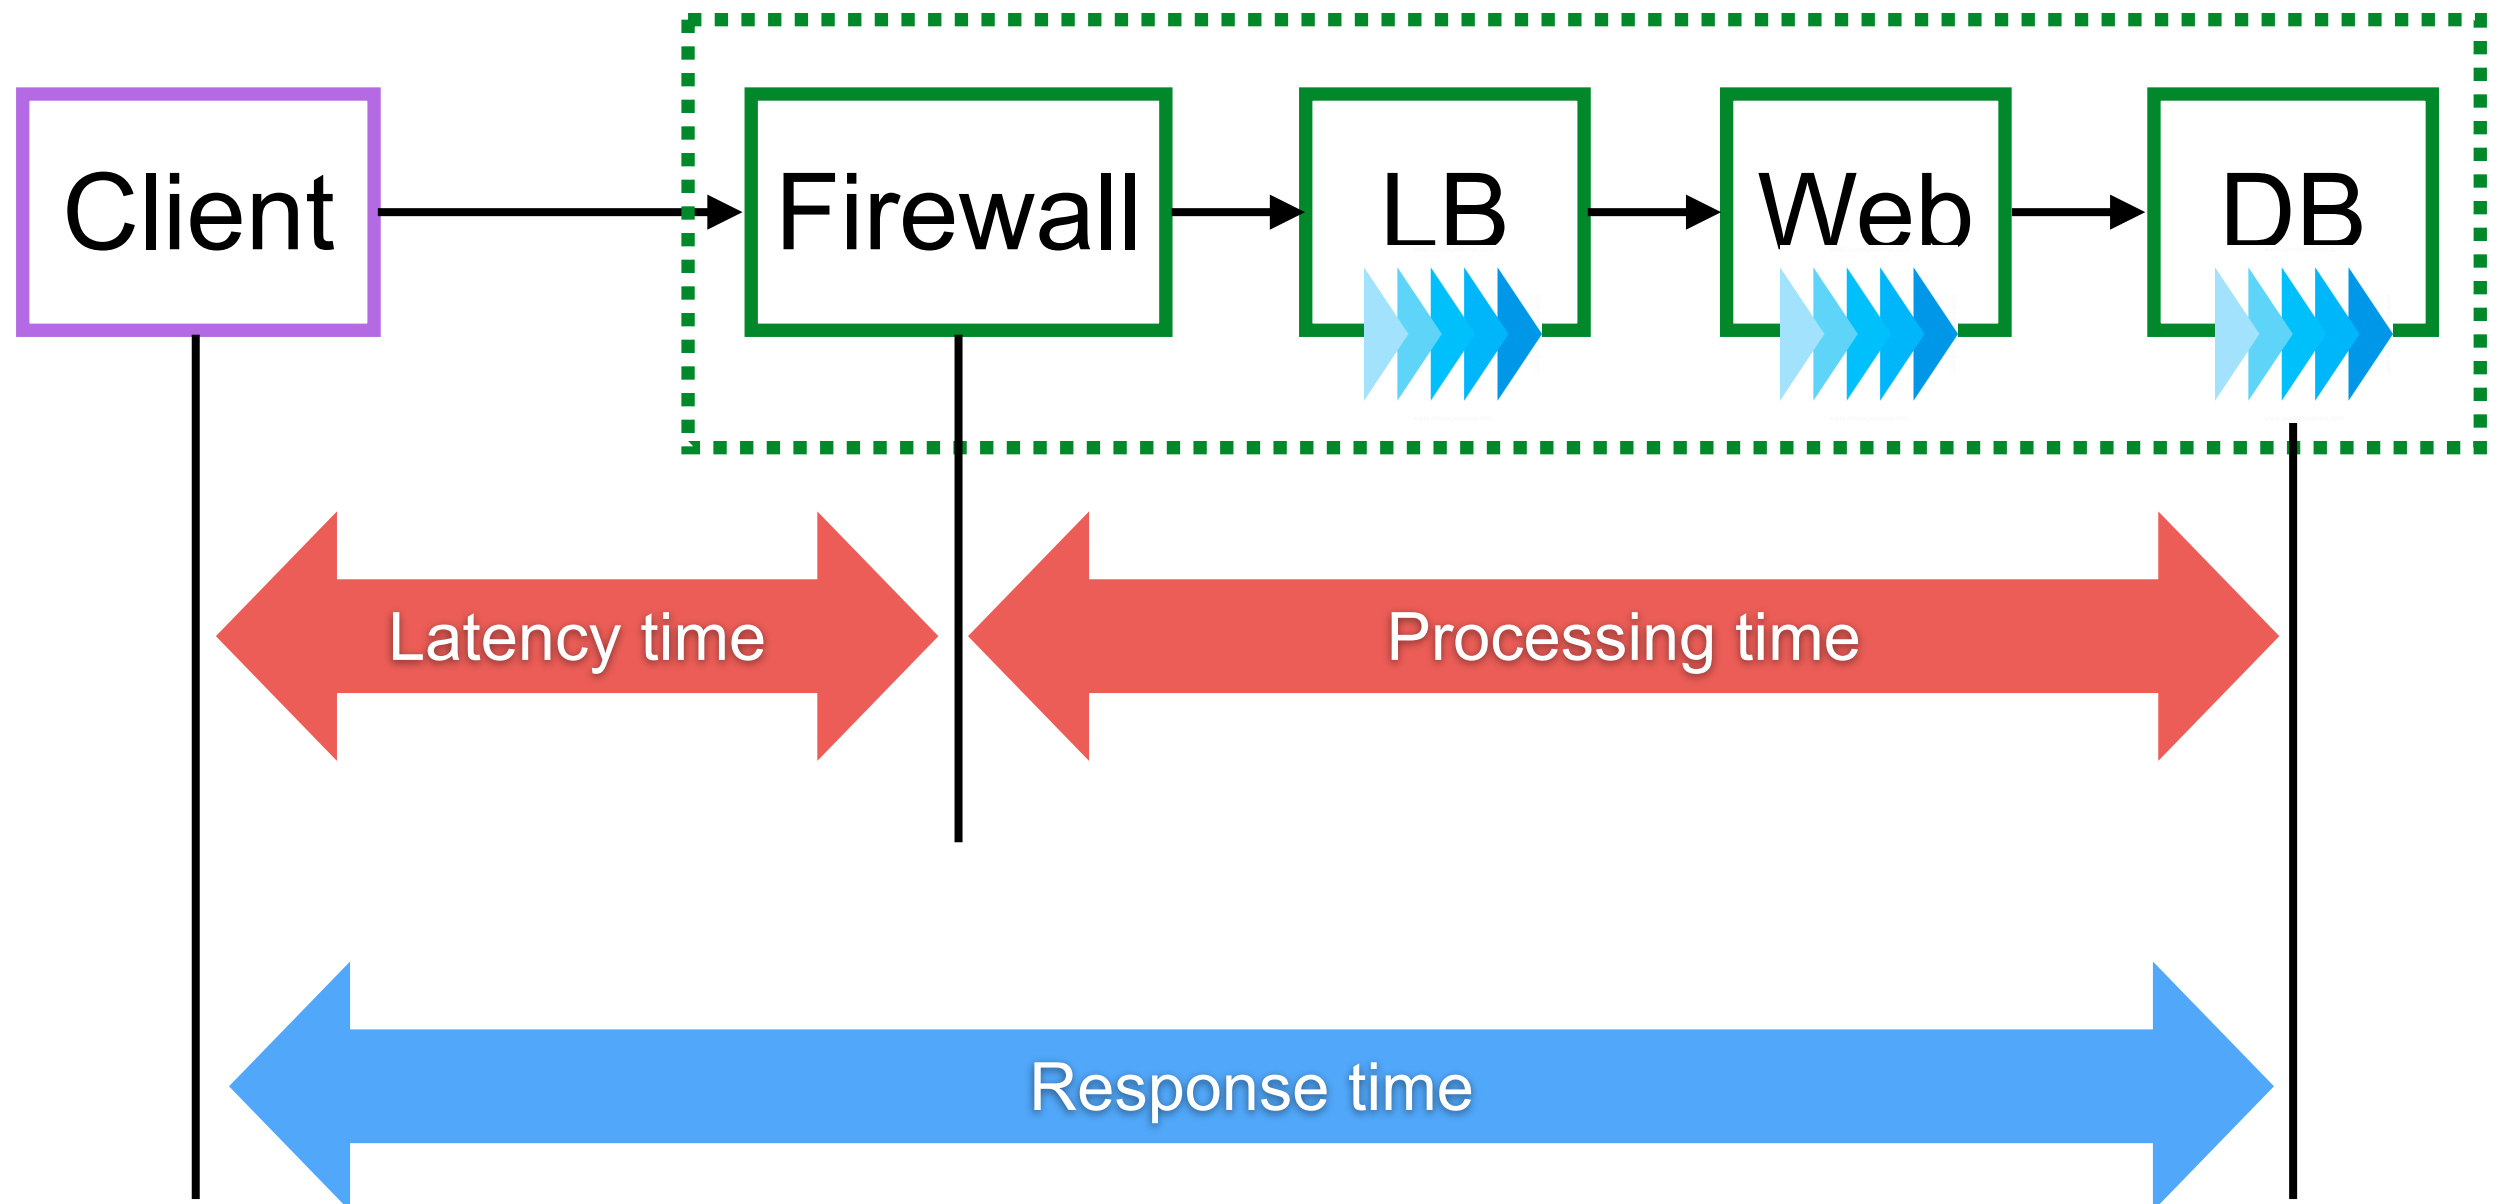 Client
Firewall
LB
Web
DB
Latency time
Processing time
Response time